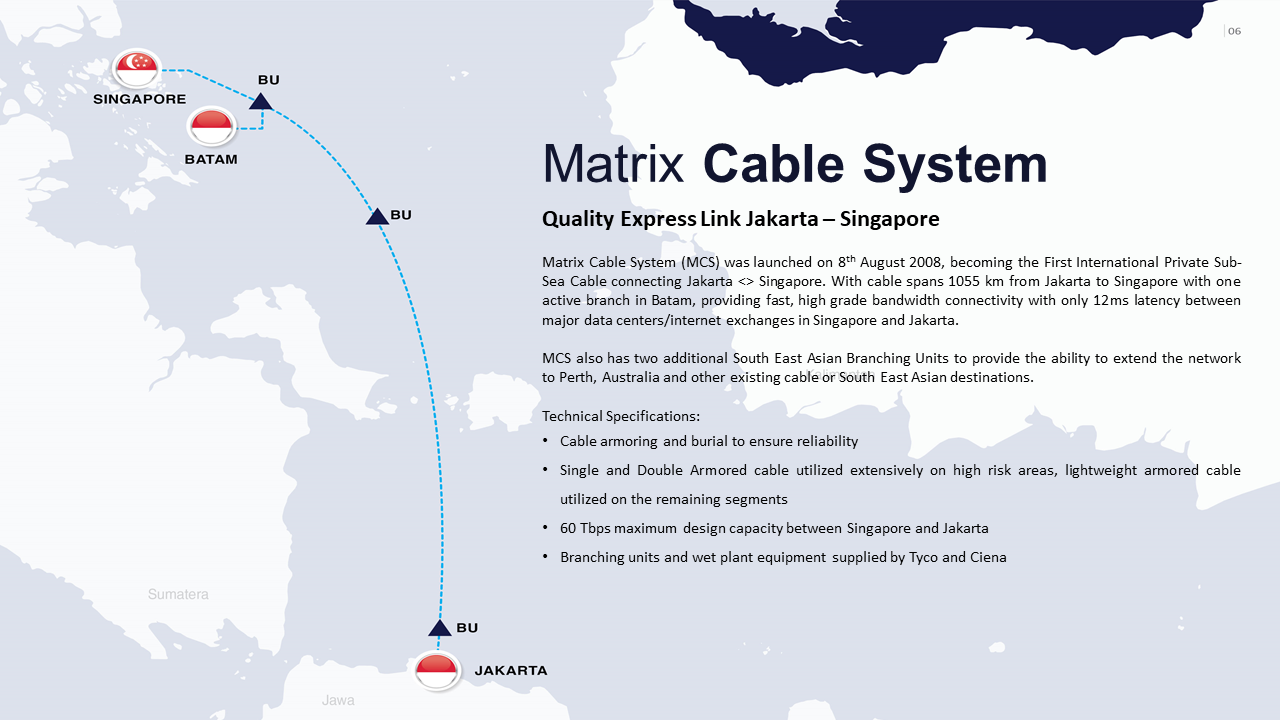 06
SINGAPORE
BU
BATAM
BU
BU
JAKARTA
Sumatera
Jawa
Matrix Cable System
Quality Express Link Jakarta – Singapore
Matrix Cable System (MCS) was launched on 8th August 2008, becoming the First International Private Sub-
Sea Cable connecting Jakarta <> Singapore. With cable spans 1055 km from Jakarta to Singapore with one
active branch in Batam, providing fast, high grade bandwidth connectivity with only 12ms latency between
major data centers/internet exchanges in Singapore and Jakarta.
MCS also has two additional South East Asian Branching Units to provide the ability to extend the network
to Perth, Australia and other existing cable or South East Asian destinations.
Technical Specifications:
• Cable armoring and burial to ensure reliability
• Single and Double Armored cable utilized extensively on high risk areas, lightweight armored cable
utilized on the remaining segments
• 60 Tbps maximum design capacity between Singapore and Jakarta
• Branching units and wet plant equipment supplied by Tyco and Ciena